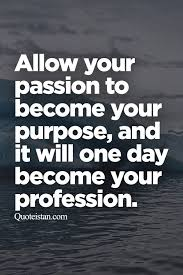 Allow your
passion to
become your
purpose, and
it will one day
become your
profession.
Quoteistan.com